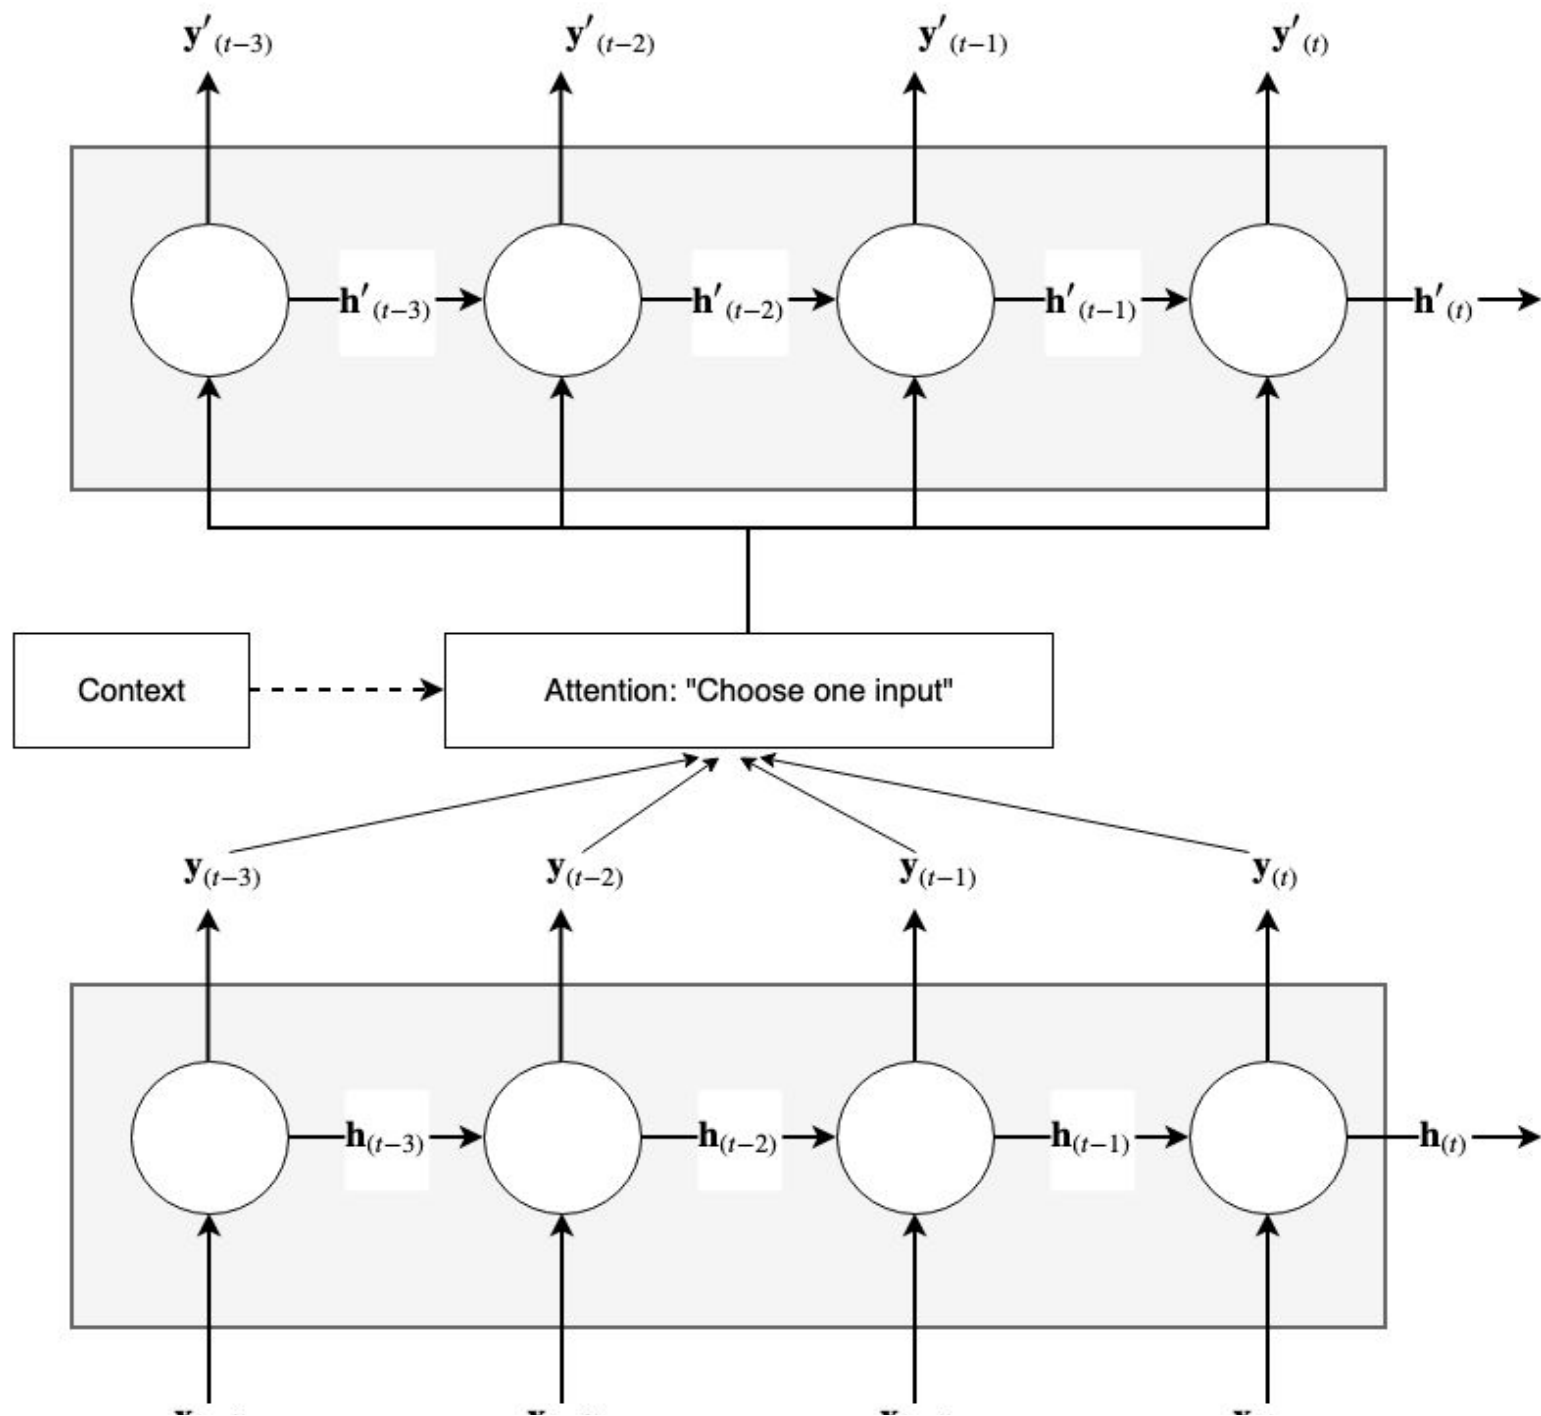 y′(t−3) y′(t−2) y′(t−1) y′(t)
h′(t−3) h′(t−2) h′(t−1) h′(t)
Context Attention: "Choose one input"
y(t−3) y(t−2) y(t−1) y(t)
h(t−3) h(t−2) h(t−1) h(t)